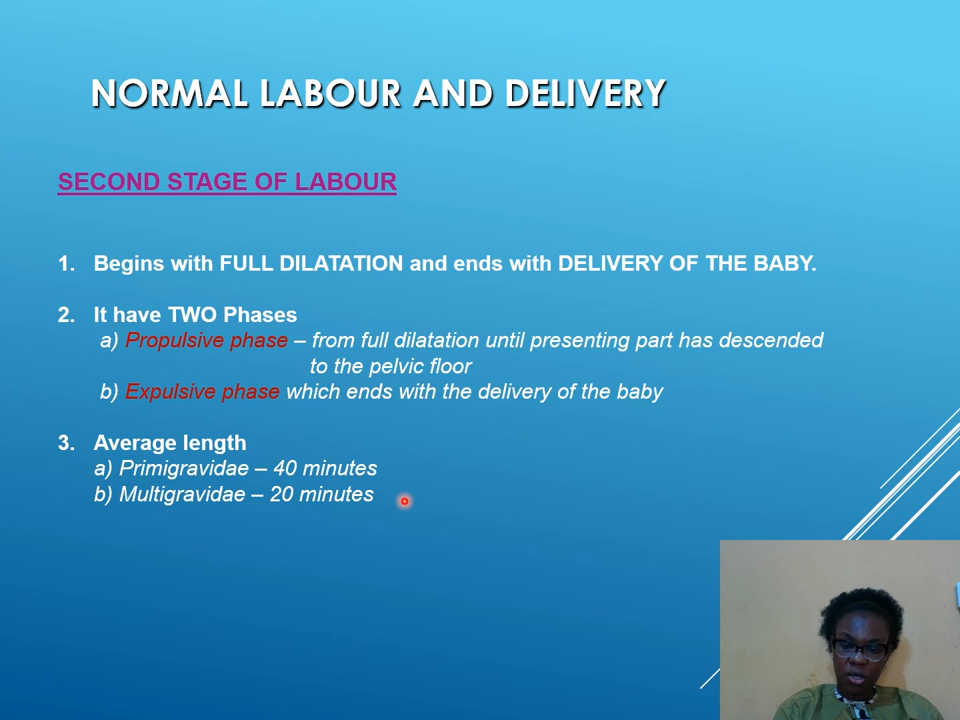 NORMAL LABOUR AND DELIVERY
SECOND STAGE OF LABOUR
1. Begins with FULL DILATATION and ends with DELIVERY OF THE BABY.
2. It have TWO Phases
a) Propulsive phase – from full dilatation until presenting part has descended
to the pelvic floor
b) Expulsive phase which ends with the delivery of the baby
3. Average length
a) Primigravidae – 40 minutes
b) Multigravidae – 20 minutes